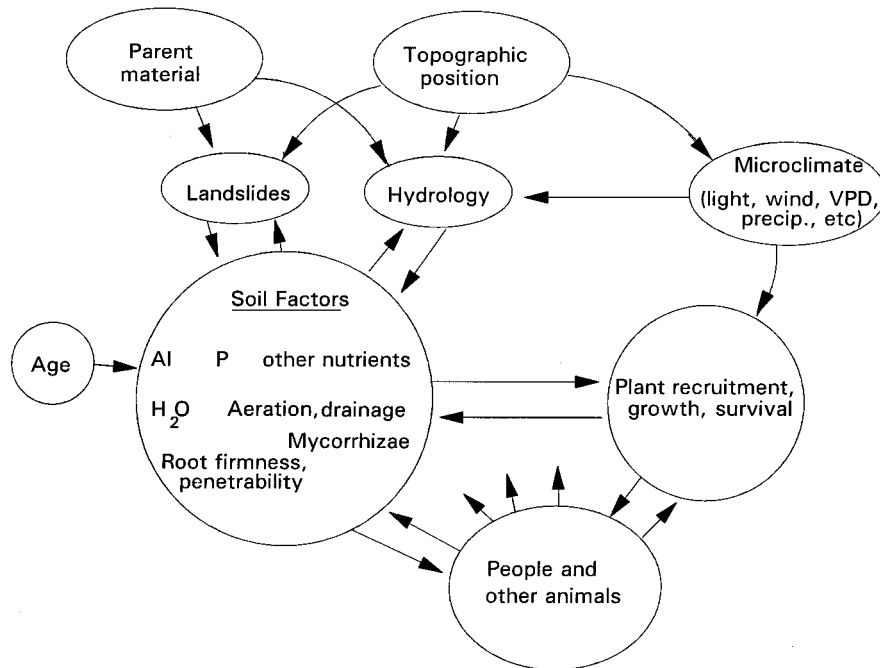 Parent
material
Topographic
position
Landslides
Hydrology
Microclimate
(light, wind, VPD,
precip., etc)
Soil Factors
Age
Al P other nutrients
H2O Aeration, drainage
Mycorrhizae
Root firmness,
penetrability
Plant recruitment,
growth, survival
People and
other animals